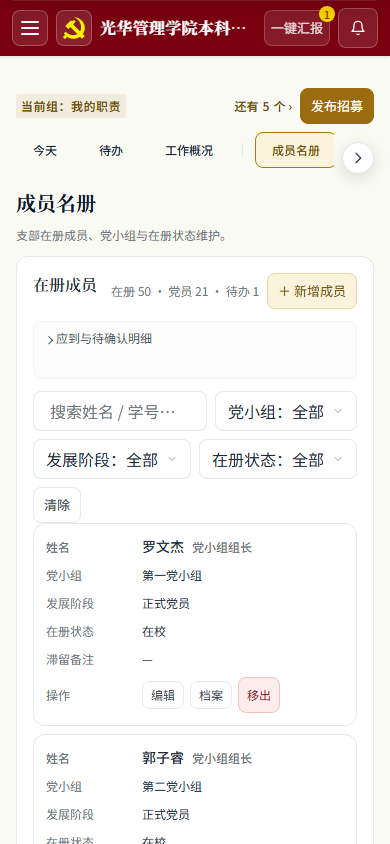 光华管理学院本科…
一键汇报
1
当前组：我的职责
还有 5 个 ›
发布招募
今天
待办
工作概况
成员名册
成员名册
支部在册成员、党小组与在册状态维护。
在册成员
在册 50 · 党员 21 · 待办 1
＋ 新增成员
应到与待确认明细
搜索姓名 / 学号…
党小组：全部
发展阶段：全部
在册状态：全部
清除
姓名 罗文杰 党小组组长
党小组 第一党小组
发展阶段 正式党员
在册状态 在校
滞留备注 —
操作 编辑 档案 移出
姓名 郭子睿 党小组组长
党小组 第二党小组
发展阶段 正式党员
在册状态 在校